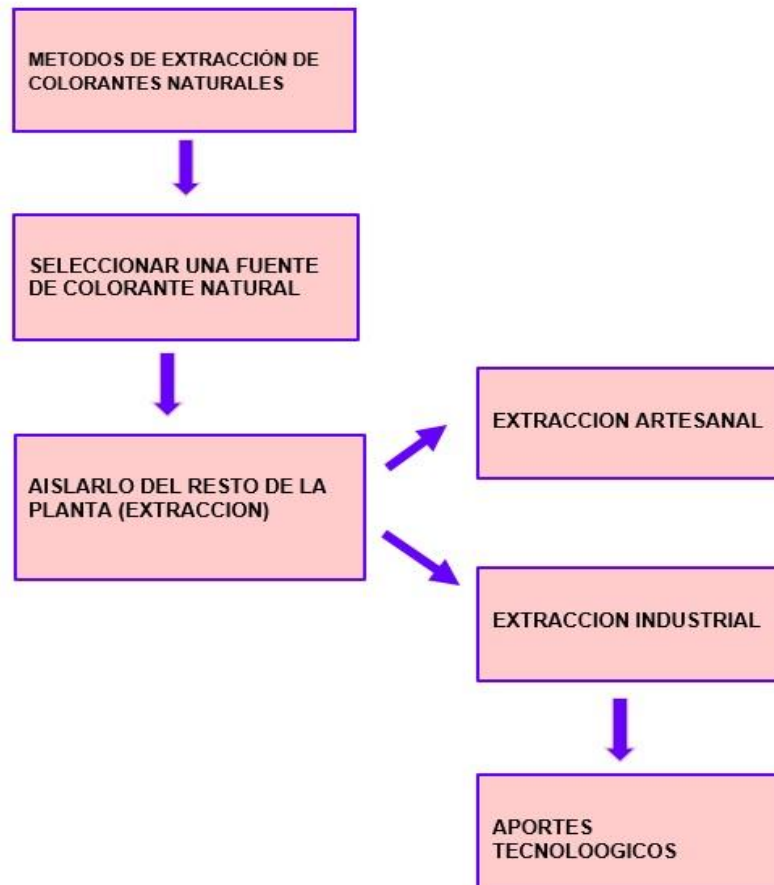 METODOS DE EXTRACCIÓN DE
COLORANTES NATURALES
SELECCIONAR UNA FUENTE
DE COLORANTE NATURAL
AISLARLO DEL RESTO DE LA
PLANTA (EXTRACCION)
EXTRACCION ARTESANAL
EXTRACCION INDUSTRIAL
APORTES
TECNOLOOGICOS